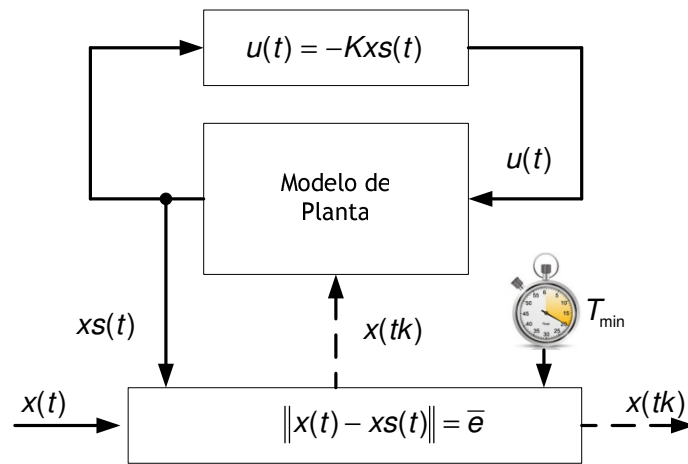 u(t) = −Kxs(t)
Modelo de
Planta
u(t)
T_min
xs(t)
x(tk)
x(t)
‖x(t) − xs(t)‖ = e̅
x(tk)